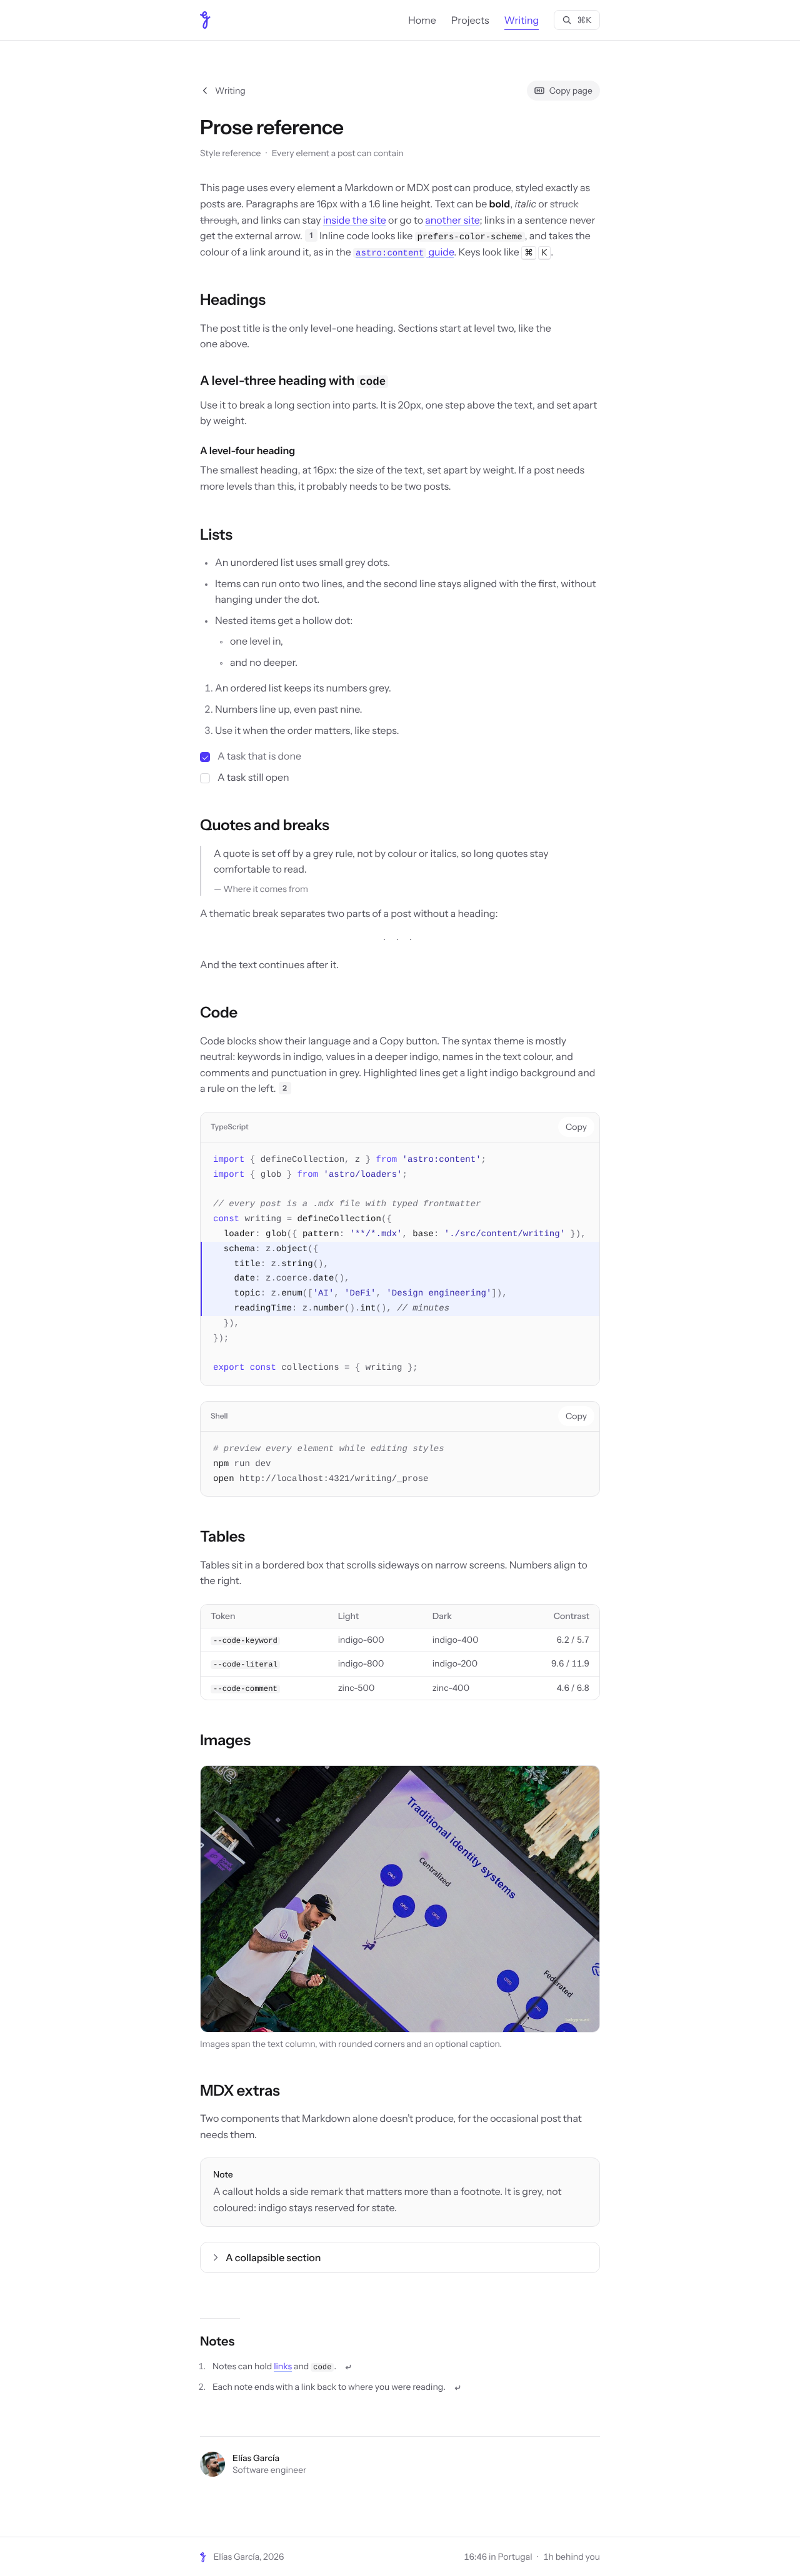 Home Projects Writing ⌘K
Writing
Copy page
Prose reference
Style reference · Every element a post can contain
This page uses every element a Markdown or MDX post can produce, styled exactly as
posts are. Paragraphs are 16px with a 1.6 line height. Text can be bold, italic or struck
through, and links can stay inside the site or go to another site; links in a sentence never
get the external arrow. 1 Inline code looks like prefers-color-scheme, and takes the
colour of a link around it, as in the astro:content guide. Keys look like ⌘ K.
Headings
The post title is the only level-one heading. Sections start at level two, like the
one above.
A level-three heading with code
Use it to break a long section into parts. It is 20px, one step above the text, and set apart
by weight.
A level-four heading
The smallest heading, at 16px: the size of the text, set apart by weight. If a post needs
more levels than this, it probably needs to be two posts.
Lists
• An unordered list uses small grey dots.
• Items can run onto two lines, and the second line stays aligned with the first, without
hanging under the dot.
• Nested items get a hollow dot:
◦ one level in,
◦ and no deeper.
1. An ordered list keeps its numbers grey.
2. Numbers line up, even past nine.
3. Use it when the order matters, like steps.
A task that is done
A task still open
Quotes and breaks
A quote is set off by a grey rule, not by colour or italics, so long quotes stay
comfortable to read.
— Where it comes from
A thematic break separates two parts of a post without a heading:
· · ·
And the text continues after it.
Code
Code blocks show their language and a Copy button. The syntax theme is mostly
neutral: keywords in indigo, values in a deeper indigo, names in the text colour, and
comments and punctuation in grey. Highlighted lines get a light indigo background and
a rule on the left. 2
TypeScript Copy
import { defineCollection, z } from 'astro:content';
import { glob } from 'astro/loaders';
// every post is a .mdx file with typed frontmatter
const writing = defineCollection({
loader: glob({ pattern: '**/*.mdx', base: './src/content/writing' }),
schema: z.object({
title: z.string(),
date: z.coerce.date(),
topic: z.enum(['AI', 'DeFi', 'Design engineering']),
readingTime: z.number().int(), // minutes
}),
});
export const collections = { writing };
Shell Copy
# preview every element while editing styles
npm run dev
open http://localhost:4321/writing/_prose
Tables
Tables sit in a bordered box that scrolls sideways on narrow screens. Numbers align to
the right.
Token Light Dark Contrast
--code-keyword indigo-600 indigo-400 6.2 / 5.7
--code-literal indigo-800 indigo-200 9.6 / 11.9
--code-comment zinc-500 zinc-400 4.6 / 6.8
Images
Traditional identity systems
Centralized
Federated
Images span the text column, with rounded corners and an optional caption.
MDX extras
Two components that Markdown alone doesn't produce, for the occasional post that
needs them.
Note
A callout holds a side remark that matters more than a footnote. It is grey, not
coloured: indigo stays reserved for state.
A collapsible section
Notes
1. Notes can hold links and code. ↩
2. Each note ends with a link back to where you were reading. ↩
Elías García
Software engineer
Elías García, 2026
16:46 in Portugal · 1h behind you